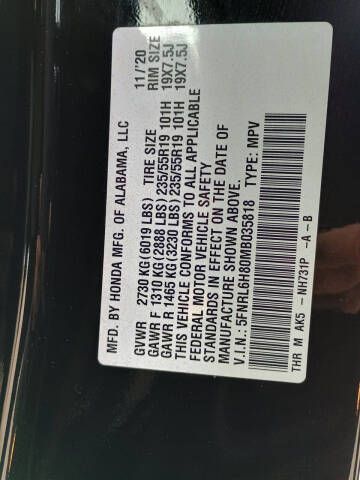 MFD. BY HONDA MFG. OF ALABAMA, LLC 11/'20
GVWR 2730 KG(6019 LBS) TIRE SIZE RIM SIZE
GAWR F 1310 KG(2888 LBS) 235/55R19 101H 19X7.5J
GAWR R 1465 KG(3230 LBS) 235/55R19 101H 19X7.5J
THIS VEHICLE CONFORMS TO ALL APPLICABLE
FEDERAL MOTOR VEHICLE SAFETY
STANDARDS IN EFFECT ON THE DATE OF
MANUFACTURE SHOWN ABOVE.
V.I.N.: 5FNRL6H80MB035818 TYPE: MPV
THR M AK5 -NH731P -A -B